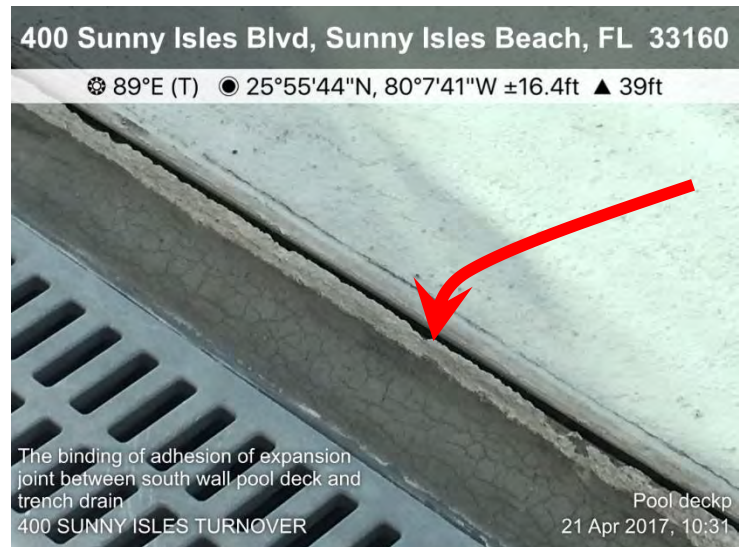 400 Sunny Isles Blvd, Sunny Isles Beach, FL 33160
89°E (T) 25°55'44"N, 80°7'41"W ±16.4ft ▲ 39ft
The binding of adhesion of expansion
joint between south wall pool deck and
trench drain
400 SUNNY ISLES TURNOVER
Pool deckp
21 Apr 2017, 10:31